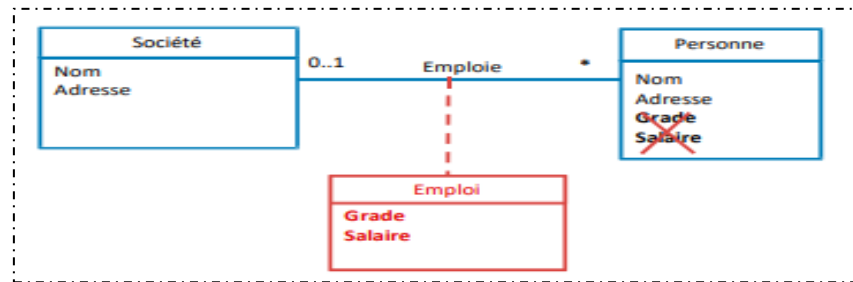 Société
Nom
Adresse
0..1
Emploie
*
Personne
Nom
Adresse
Grade
Salaire
Emploi
Grade
Salaire